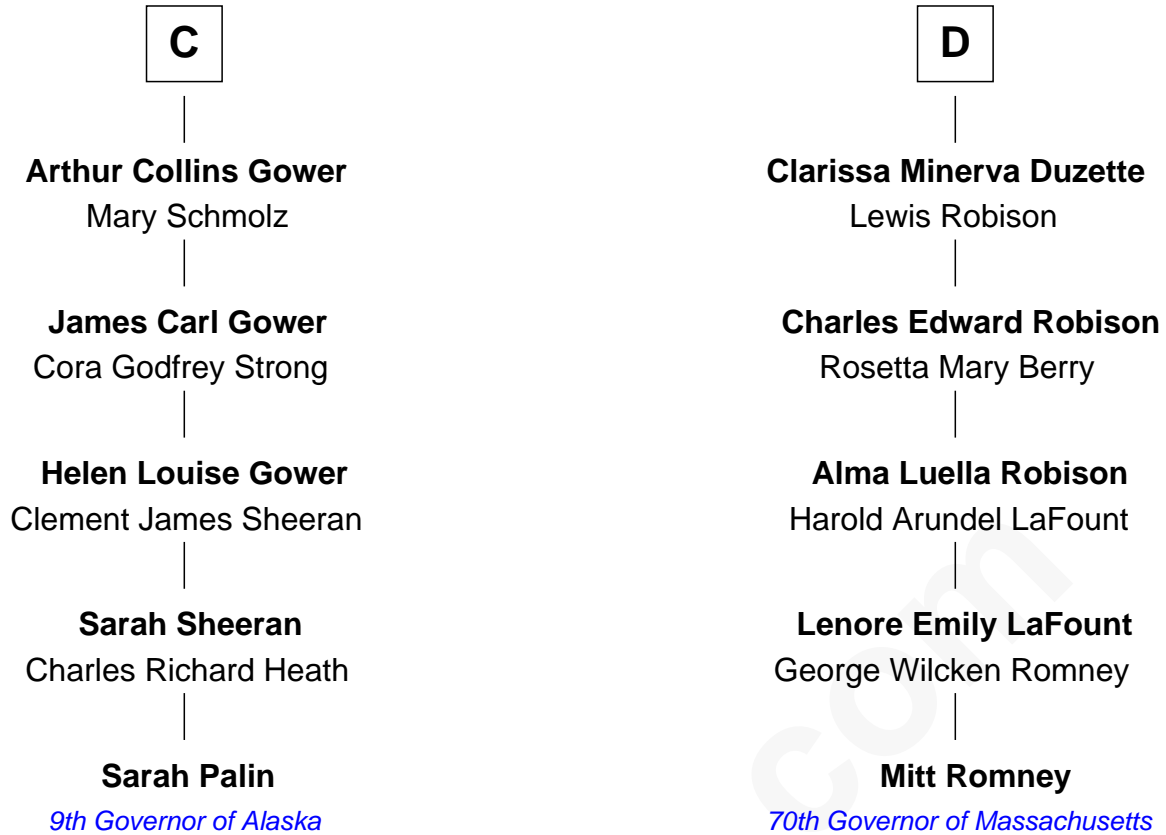 C
Arthur Collins Gower
Mary Schmolz
James Carl Gower
Cora Godfrey Strong
Helen Louise Gower
Clement James Sheeran
Sarah Sheeran
Charles Richard Heath
Sarah Palin
9th Governor of Alaska
D
Clarissa Minerva Duzette
Lewis Robison
Charles Edward Robison
Rosetta Mary Berry
Alma Luella Robison
Harold Arundel LaFount
Lenore Emily LaFount
George Wilcken Romney
Mitt Romney
70th Governor of Massachusetts
com